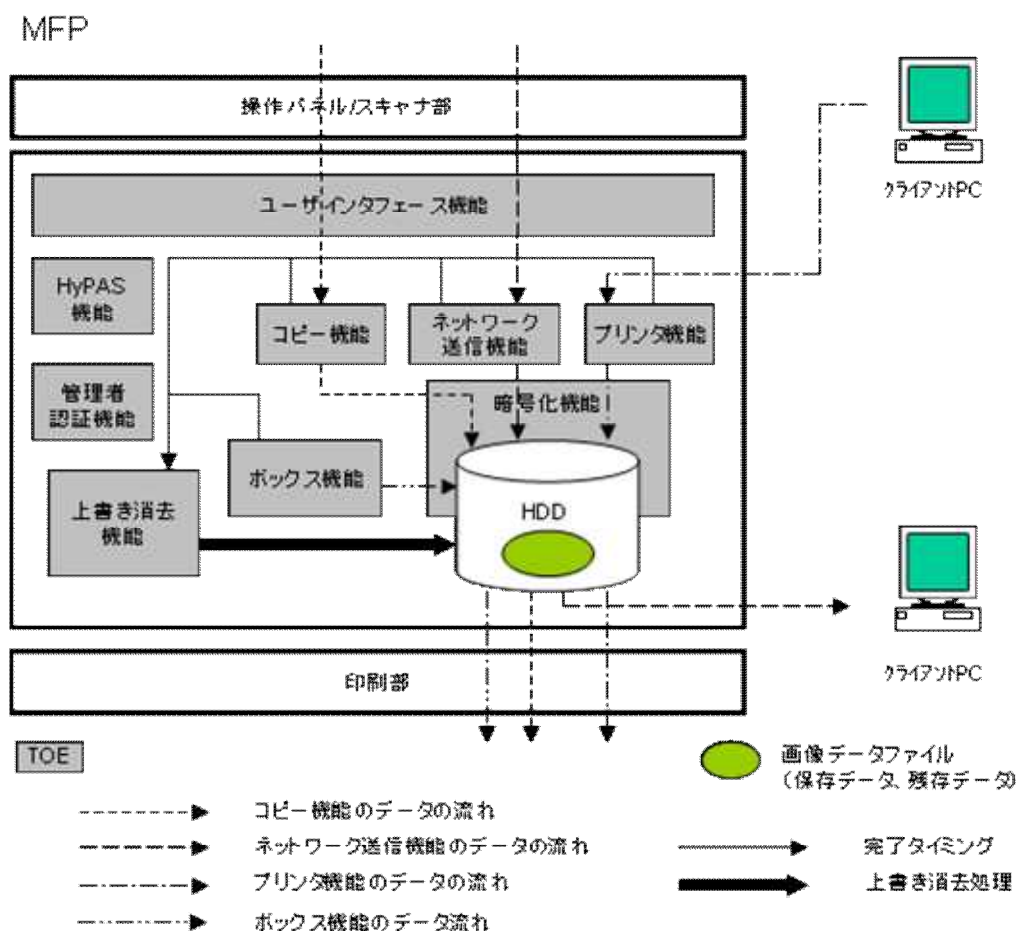 MFP
操作パネル/スキャナ部
クライアントPC
ユーザインタフェース機能
HyPAS
機能
コピー機能
ネットワーク
送信機能
プリンタ機能
管理者
認証機能
暗号化機能
ボックス機能
上書き消去
機能
HDD
クライアントPC
印刷部
TOE
画像データファイル
(保存データ、残存データ)
コピー機能のデータの流れ
ネットワーク送信機能のデータの流れ
完了タイミング
プリンタ機能のデータの流れ
上書き消去処理
ボックス機能のデータ流れ